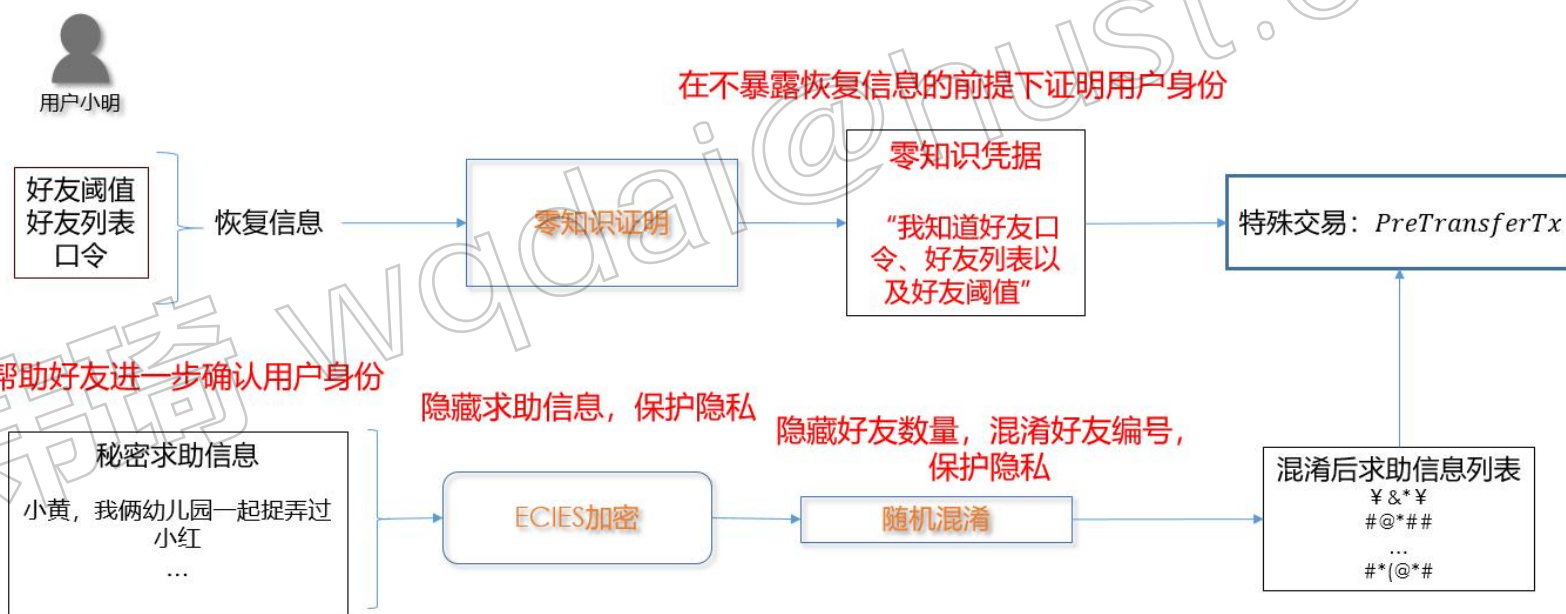 用户小明
在不暴露恢复信息的前提下证明用户身份
好友阈值
好友列表
口令
恢复信息
零知识证明
零知识凭据
“我知道好友口
令、好友列表以
及好友阈值”
特殊交易：PreTransferTx
帮助好友进一步确认用户身份
隐藏求助信息，保护隐私
隐藏好友数量，混淆好友编号，
保护隐私
秘密求助信息
小黄，我俩幼儿园一起捉弄过
小红
…
ECIES加密
随机混淆
混淆后求助信息列表
¥&*¥
#@*##
…
#*(@*#
炜琦 wqdai@hust.e